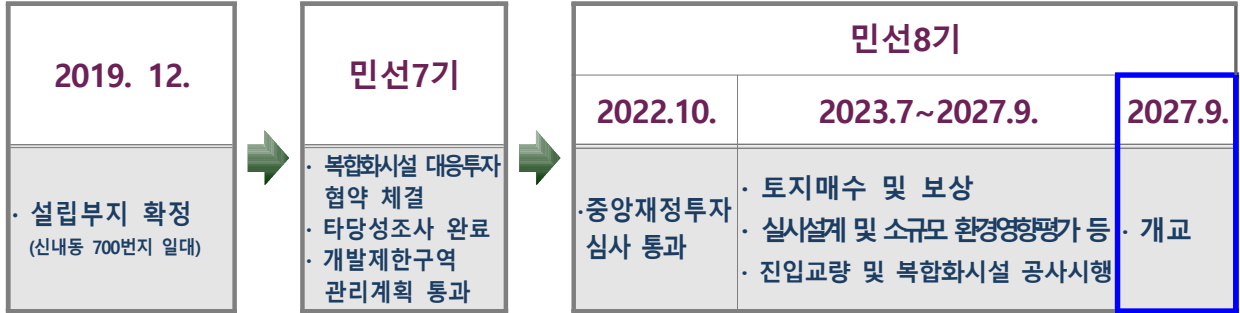 2019. 12.
· 설립부지 확정
(신내동 700번지 일대)
민선7기
· 복합화시설 대응투자
협약 체결
· 타당성조사 완료
· 개발제한구역
관리계획 통과
민선8기
2022.10.
·중앙재정투자
심사 통과
2023.7~2027.9.
· 토지매수 및 보상
· 실시설계 및 소규모 환경영향평가 등
· 진입교량 및 복합화시설 공사시행
2027.9.
· 개교